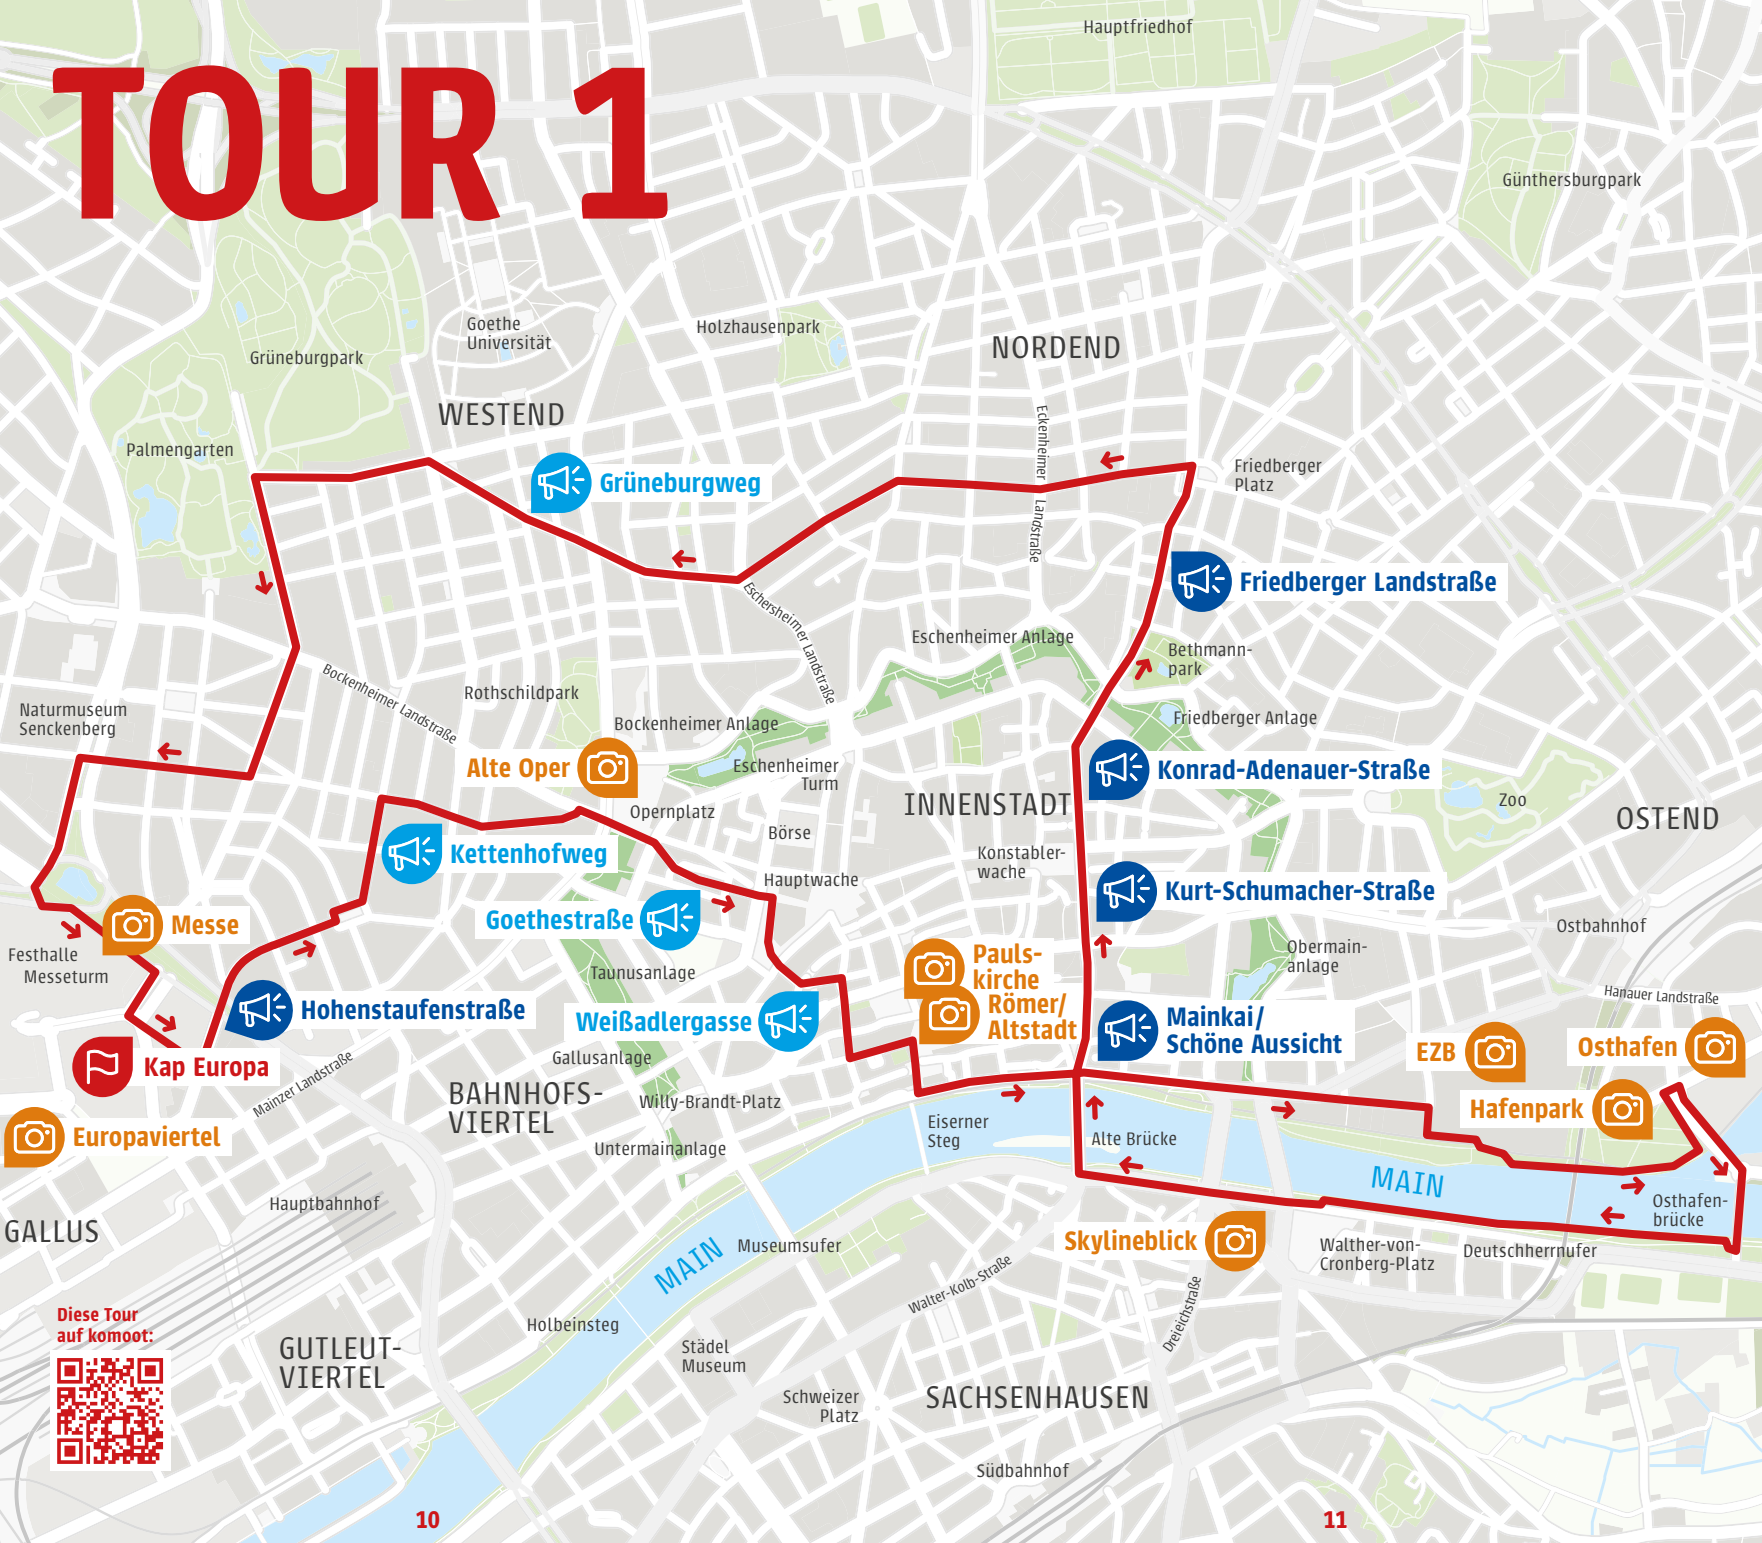 TOUR 1
Hauptfriedhof
Günthersburgpark
Goethe
Universität
Holzhausenpark
Grüneburgpark
NORDEND
WESTEND
Palmengarten
Eckenheimer
Landstraße
Friedberger
Platz
Grüneburgweg
Friedberger Landstraße
Eschersheimer Landstraße
Eschenheimer Anlage
Bethmann-
park
Bockenheimer Landstraße
Rothschildpark
Naturmuseum
Senckenberg
Bockenheimer Anlage
Friedberger Anlage
Alte Oper
Eschenheimer
Turm
Konrad-Adenauer-Straße
Opernplatz
INNENSTADT
Zoo
OSTEND
Börse
Kettenhofweg
Konstabler-
wache
Hauptwache
Kurt-Schumacher-Straße
Goethestraße
Messe
Ostbahnhof
Festhalle
Messeturm
Taunusanlage
Pauls-
kirche
Römer/
Altstadt
Obermain-
anlage
Hanauer Landstraße
Hohenstaufenstraße
Weißadlergasse
Mainkai/
Schöne Aussicht
EZB
Osthafen
Kap Europa
Mainzer Landstraße
Gallusanlage
BAHNHOFS-
VIERTEL
Willy-Brandt-Platz
Hafenpark
Europaviertel
Eiserner
Steg
Alte Brücke
Untermainanlage
MAIN
Hauptbahnhof
Osthafen-
brücke
GALLUS
Museumsufer
MAIN
Skylineblick
Walther-von-
Cronberg-Platz
Deutschherrnufer
Walter-Kolb-Straße
Dreieichstraße
Diese Tour
auf komoot:
Holbeinsteg
GUTLEUT-
VIERTEL
Städel
Museum
Schweizer
Platz
SACHSENHAUSEN
Südbahnhof
10
11